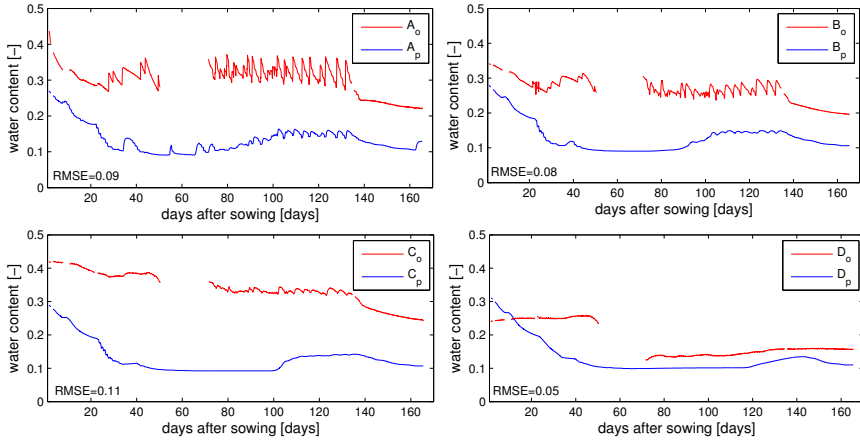 0.5
0.4
0.3
0.2
0.1
0
water content [−]
A_o
A_p
RMSE=0.09
20 40 60 80 100 120 140 160
days after sowing [days]
0.5
0.4
0.3
0.2
0.1
0
water content [−]
B_o
B_p
RMSE=0.08
20 40 60 80 100 120 140 160
days after sowing [days]
0.5
0.4
0.3
0.2
0.1
0
water content [−]
C_o
C_p
RMSE=0.11
20 40 60 80 100 120 140 160
days after sowing [days]
0.5
0.4
0.3
0.2
0.1
0
water content [−]
D_o
D_p
RMSE=0.05
20 40 60 80 100 120 140 160
days after sowing [days]